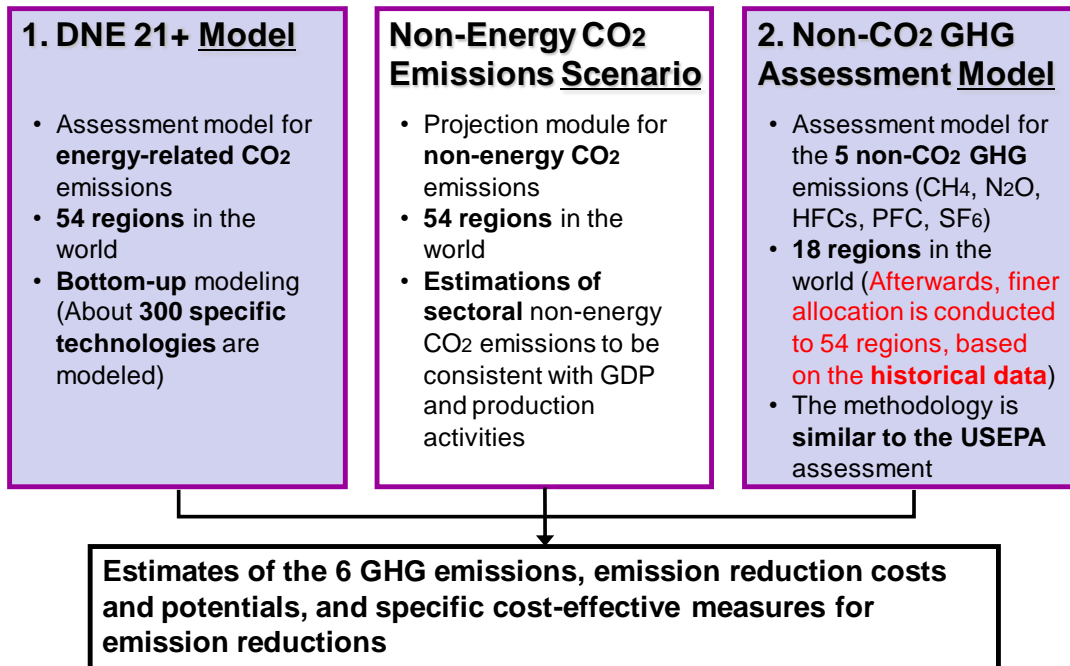 1. DNE 21+ Model
• Assessment model for
energy-related CO2
emissions
• 54 regions in the
world
• Bottom-up modeling
(About 300 specific
technologies are
modeled)
Non-Energy CO2
Emissions Scenario
• Projection module for
non-energy CO2
emissions
• 54 regions in the
world
• Estimations of
sectoral non-energy
CO2 emissions to be
consistent with GDP
and production
activities
2. Non-CO2 GHG
Assessment Model
• Assessment model for
the 5 non-CO2 GHG
emissions (CH4, N2O,
HFCs, PFC, SF6)
• 18 regions in the
world (Afterwards, finer
allocation is conducted
to 54 regions, based
on the historical data)
• The methodology is
similar to the USEPA
assessment
Estimates of the 6 GHG emissions, emission reduction costs
and potentials, and specific cost-effective measures for
emission reductions